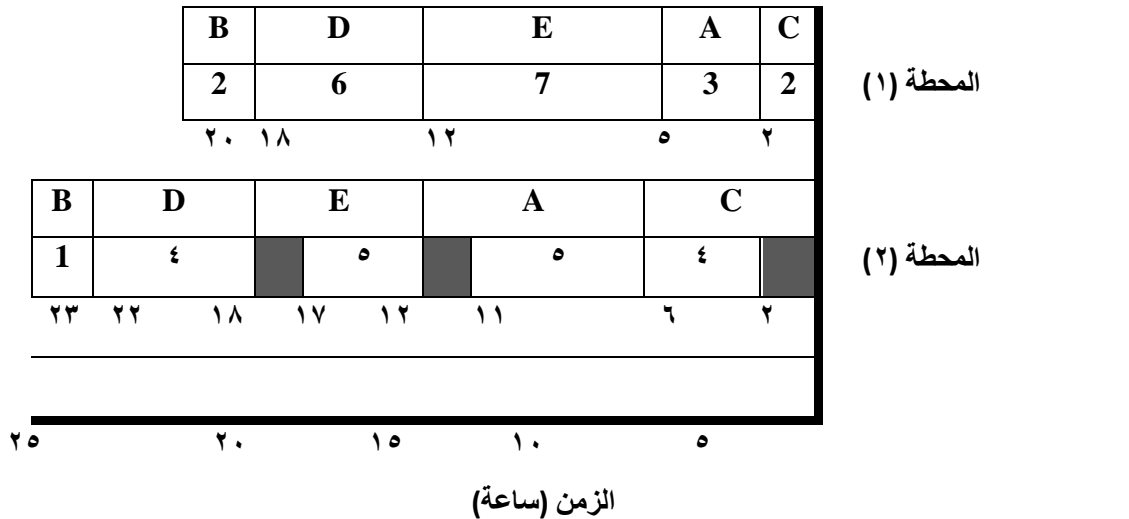 C A E D B
المحطة (١)
2 3 7 6 2
٢ ٥ ١٢ ١٨ ٢٠
C A E D B
المحطة (٢)
٤ ٥ ٥ ٤ 1
٢ ٦ ١١ ١٢ ١٧ ١٨ ٢٢ ٢٣
٥ ١٠ ١٥ ٢٠ ٢٥
الزمن (ساعة)